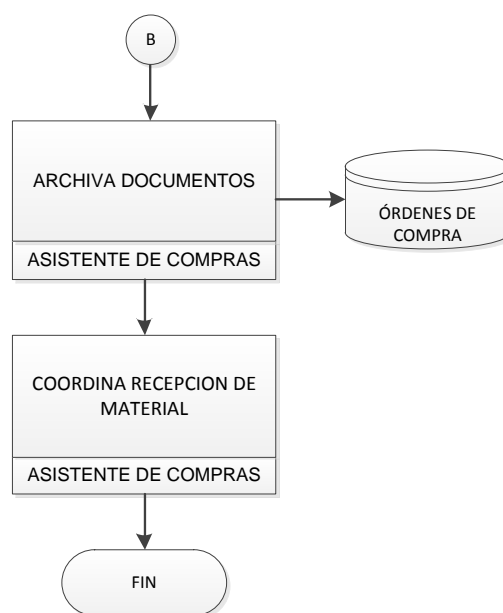 B
ARCHIVA DOCUMENTOS
ÓRDENES DE
COMPRA
ASISTENTE DE COMPRAS
COORDINA RECEPCION DE
MATERIAL
ASISTENTE DE COMPRAS
FIN